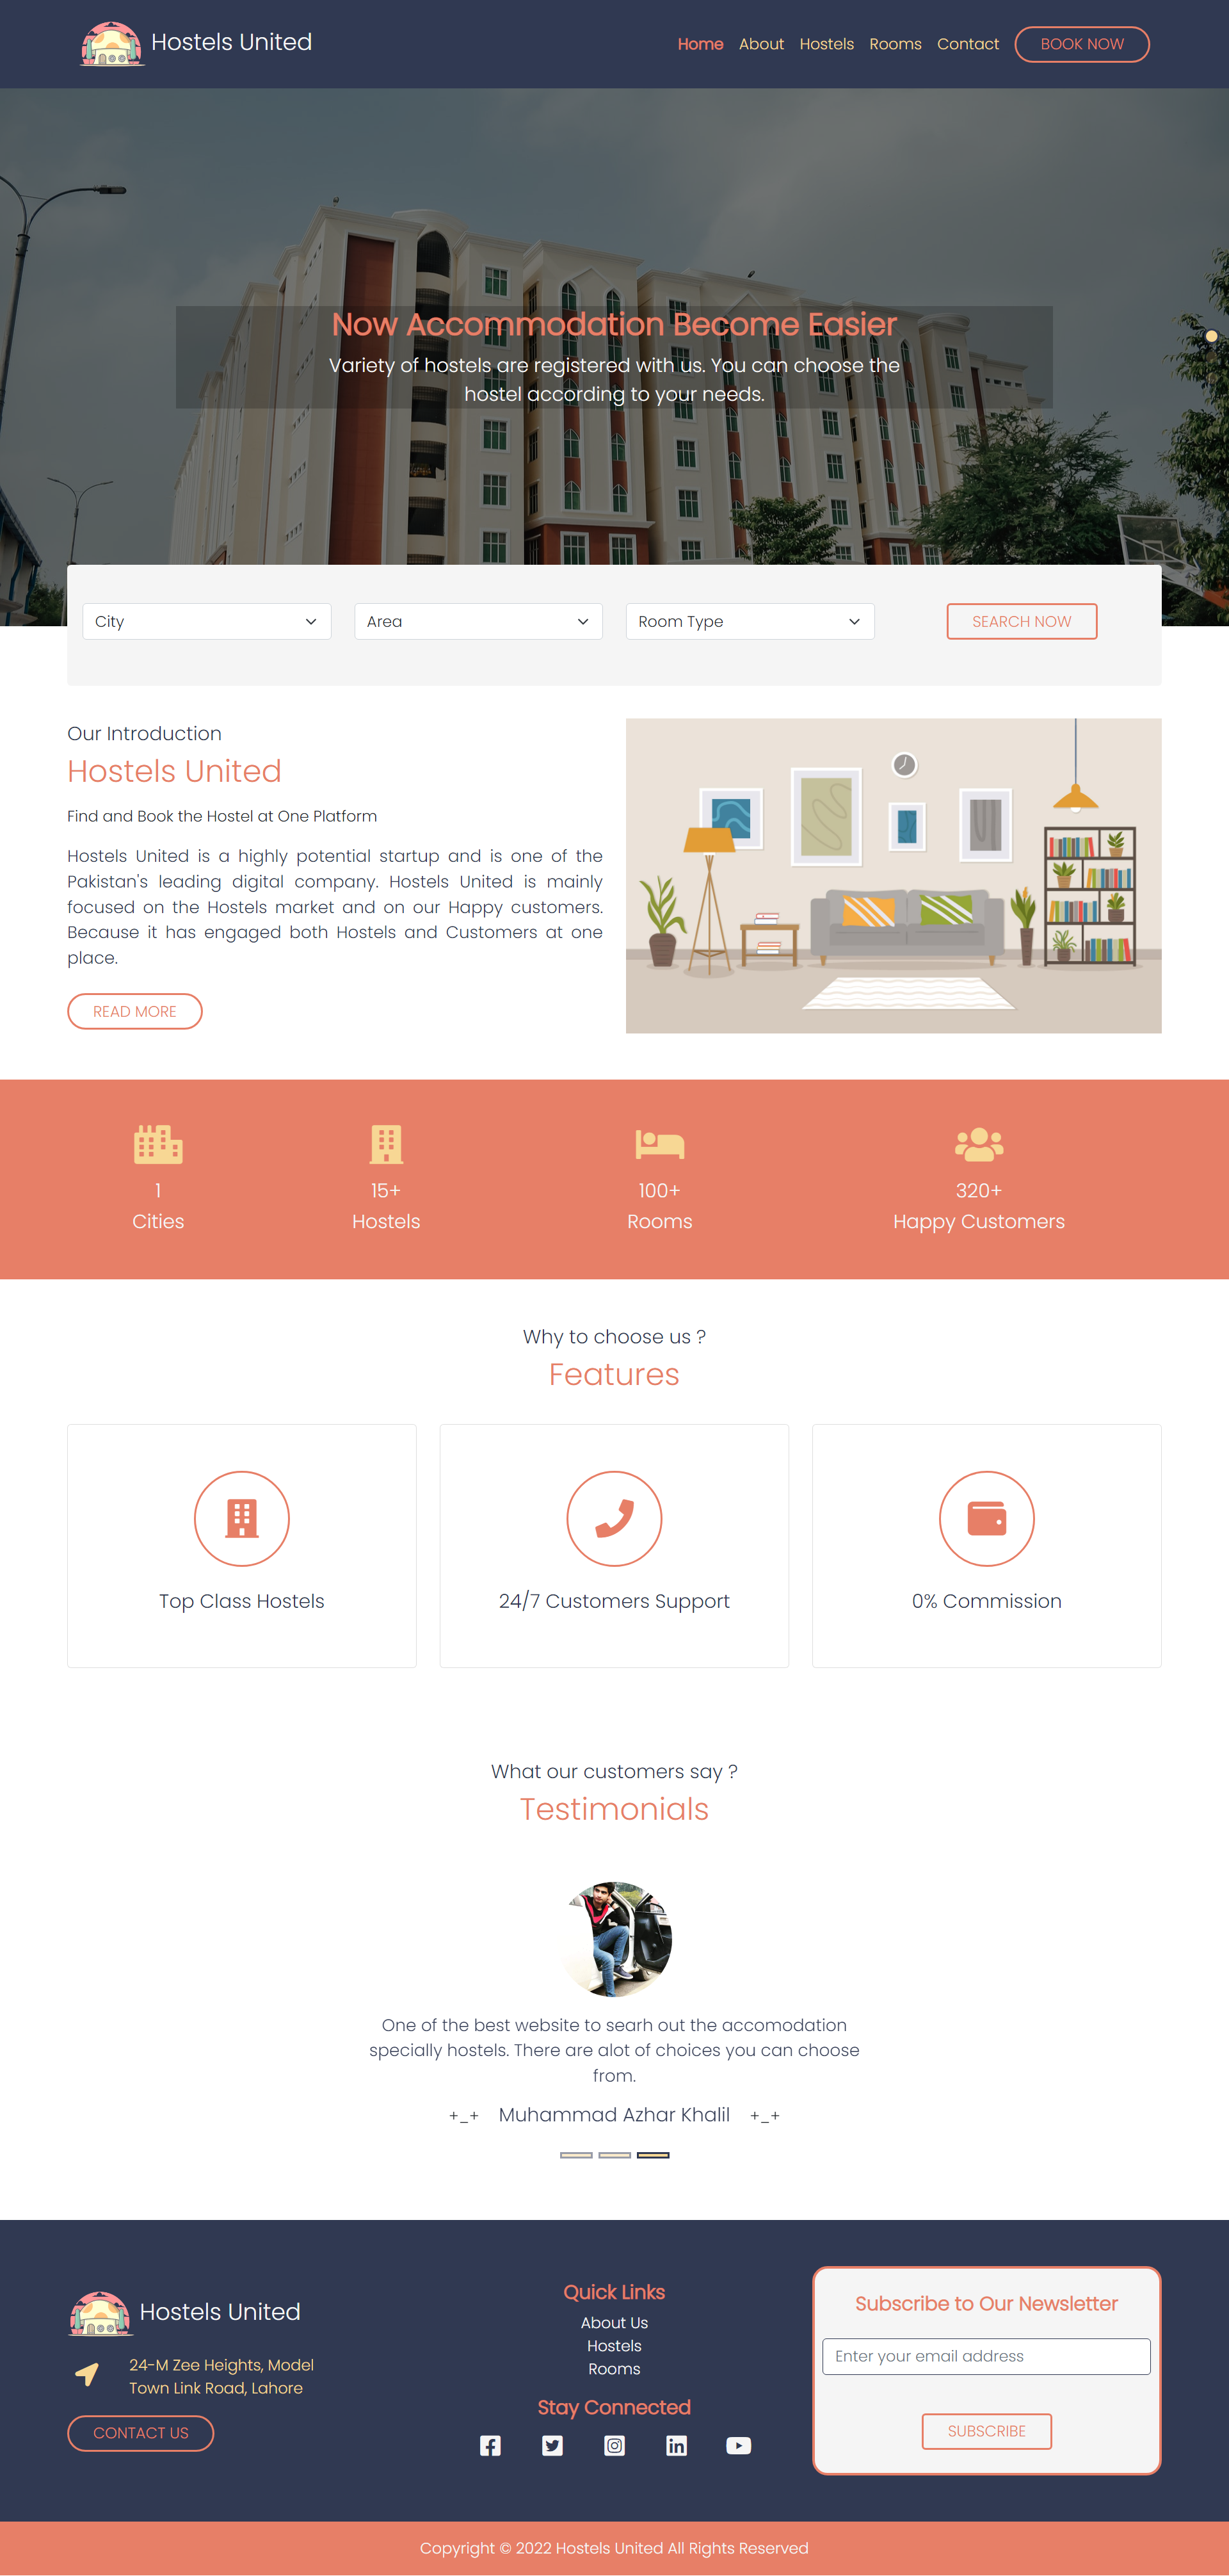 Hostels United
Home About Hostels Rooms Contact BOOK NOW
Now Accommodation Become Easier
Variety of hostels are registered with us. You can choose the
hostel according to your needs.
City Area Room Type SEARCH NOW
Our Introduction
Hostels United
Find and Book the Hostel at One Platform
Hostels United is a highly potential startup and is one of the
Pakistan's leading digital company. Hostels United is mainly
focused on the Hostels market and on our Happy customers.
Because it has engaged both Hostels and Customers at one
place.
READ MORE
1
Cities
15+
Hostels
100+
Rooms
320+
Happy Customers
Why to choose us ?
Features
Top Class Hostels
24/7 Customers Support
0% Commission
What our customers say ?
Testimonials
One of the best website to searh out the accomodation
specially hostels. There are alot of choices you can choose
from.
+_+ Muhammad Azhar Khalil +_+
Hostels United
24-M Zee Heights, Model
Town Link Road, Lahore
CONTACT US
Quick Links
About Us
Hostels
Rooms
Stay Connected
Subscribe to Our Newsletter
Enter your email address
SUBSCRIBE
Copyright © 2022 Hostels United All Rights Reserved